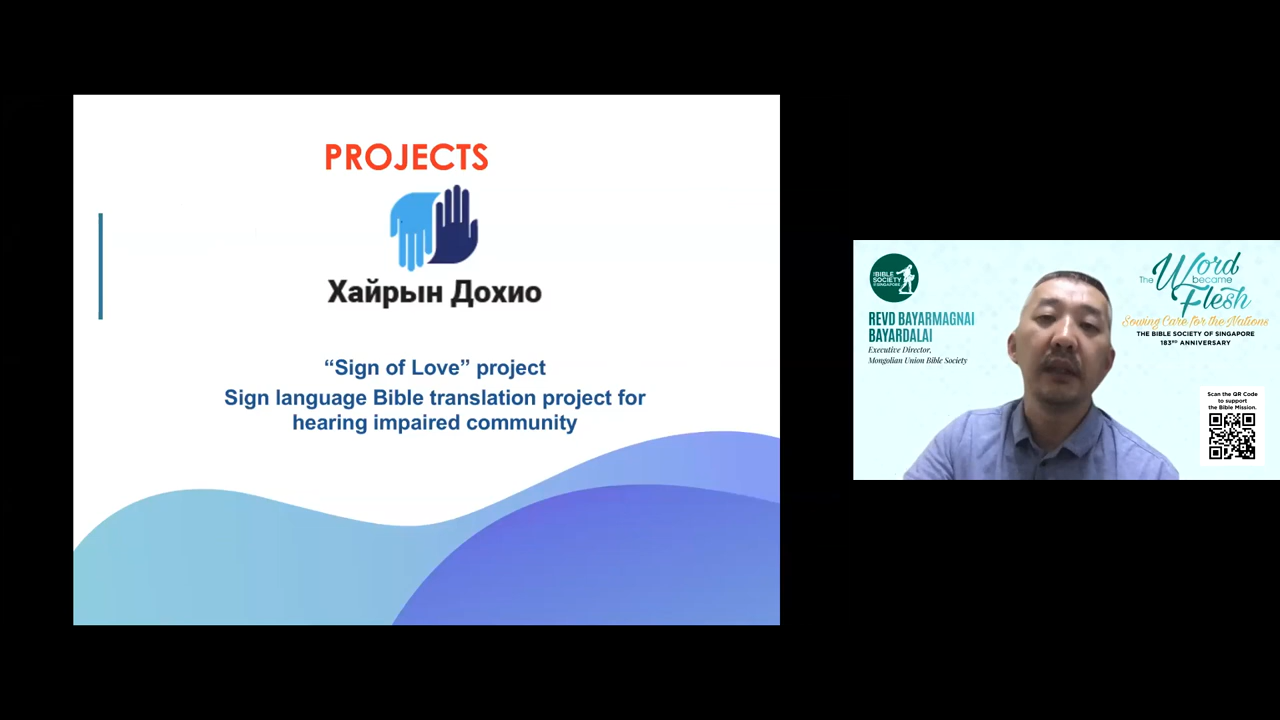 PROJECTS
Хайрын Дохио
“Sign of Love” project
Sign language Bible translation project for
hearing impaired community
THE BIBLE
SOCIETY
OF SINGAPORE
REVD BAYARMAGNAI
BAYARDALAI
Executive Director,
Mongolian Union Bible Society
The Word
became
Flesh
Sowing Care for the Nations
THE BIBLE SOCIETY OF SINGAPORE
183RD ANNIVERSARY
Scan the QR Code
to support
the Bible Mission.